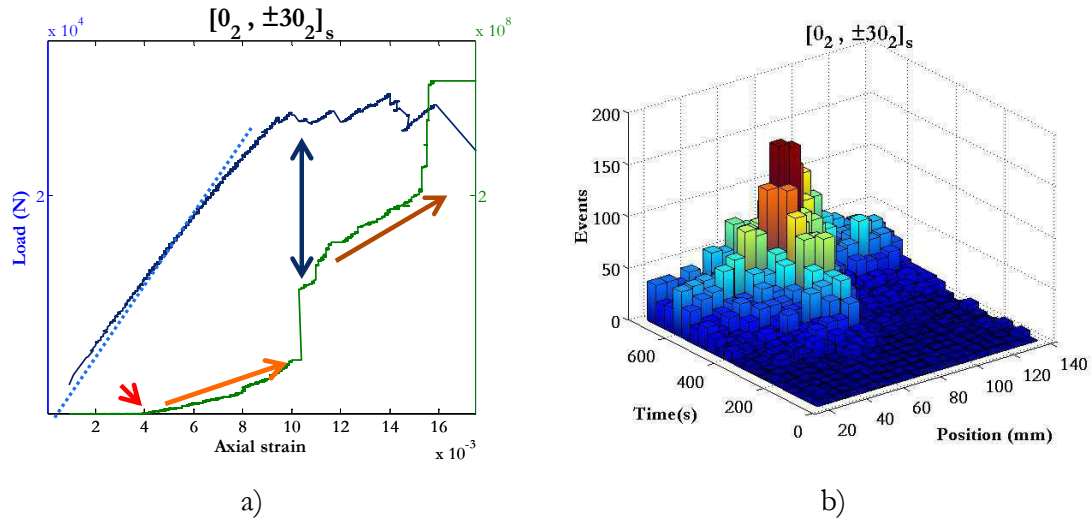 [0₂ , ±30₂]ₛ
x 10⁴
x 10⁸
2
2
Load (N)
2 4 6 8 10 12 14 16
Axial strain
x 10⁻³
a)
[0₂ , ±30₂]ₛ
200
150
100
50
0
Events
600
400
200
0
Time(s)
20 40 60 80 100 120 140
Position (mm)
b)